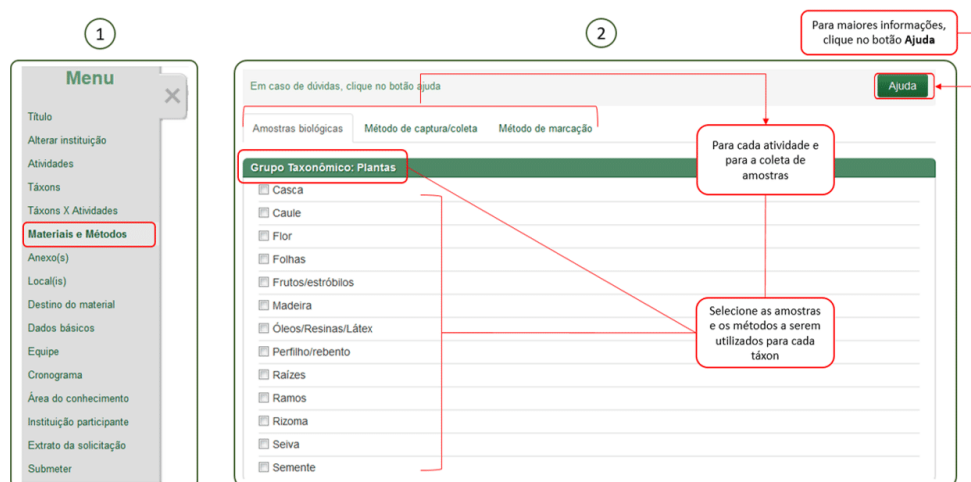 1
2
Para maiores informações,
clique no botão Ajuda
Menu
Título
Alterar instituição
Atividades
Táxons
Táxons X Atividades
Materiais e Métodos
Anexo(s)
Local(is)
Destino do material
Dados básicos
Equipe
Cronograma
Área do conhecimento
Instituição participante
Extrato da solicitação
Submeter
Em caso de dúvidas, clique no botão ajuda
Ajuda
Amostras biológicas
Método de captura/coleta
Método de marcação
Para cada atividade e
para a coleta de
amostras
Grupo Taxonômico: Plantas
Casca
Caule
Flor
Folhas
Frutos/estróbilos
Madeira
Óleos/Resinas/Látex
Perfilho/rebento
Raízes
Ramos
Rizoma
Seiva
Semente
Selecione as amostras
e os métodos a serem
utilizados para cada
táxon